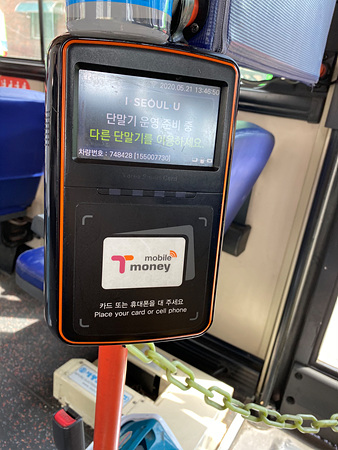 2020.05.21 13:46:50
I SEOUL U
단말기 운영 준비 중
다른 단말기를 이용하세요
차량번호 : 748428 [155007720]
mobile
T money
카드 또는 휴대폰을 대 주세요
Place your card or cell phone